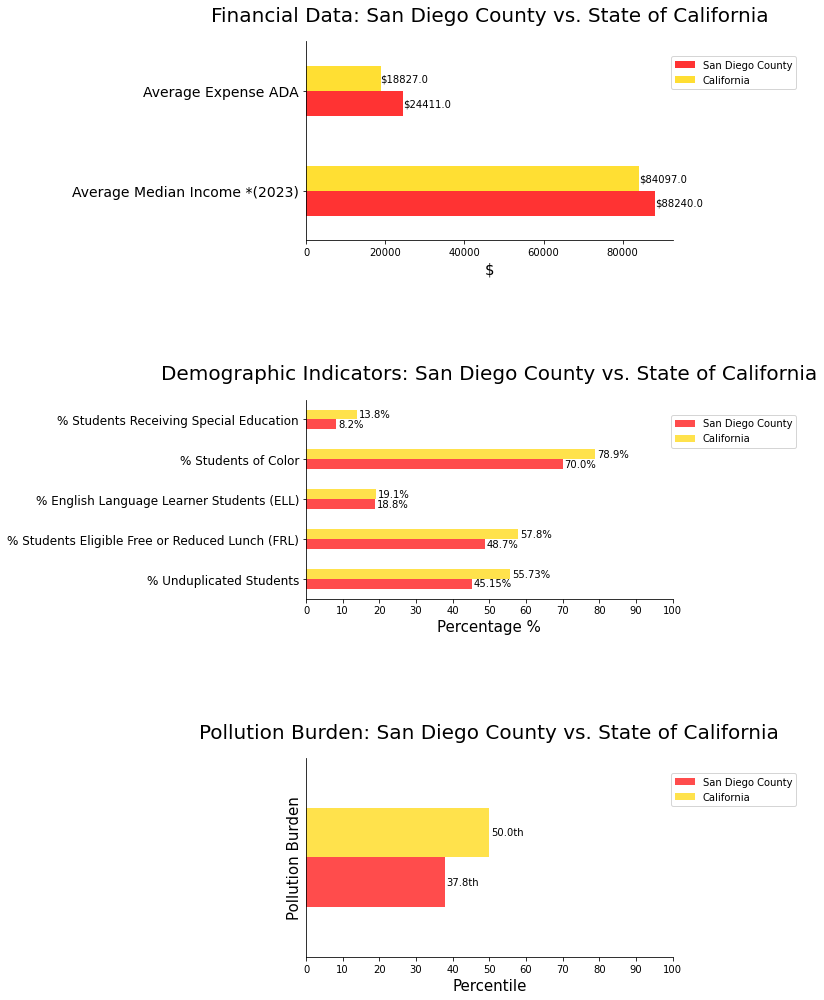 Financial Data: San Diego County vs. State of California
San Diego County
California
Average Expense ADA
$18827.0
$24411.0
Average Median Income *(2023)
$84097.0
$88240.0
0 20000 40000 60000 80000
$
Demographic Indicators: San Diego County vs. State of California
San Diego County
California
% Students Receiving Special Education
13.8%
8.2%
% Students of Color
78.9%
70.0%
% English Language Learner Students (ELL)
19.1%
18.8%
% Students Eligible Free or Reduced Lunch (FRL)
57.8%
48.7%
% Unduplicated Students
55.73%
45.15%
0 10 20 30 40 50 60 70 80 90 100
Percentage %
Pollution Burden: San Diego County vs. State of California
San Diego County
California
Pollution Burden
50.0th
37.8th
0 10 20 30 40 50 60 70 80 90 100
Percentile